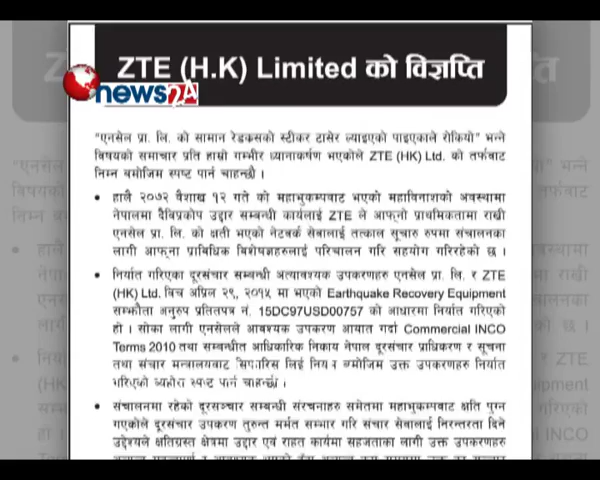 ZTE (H.K) Limited को विज्ञप्ति
news24
"एनसेल प्रा. लि. को सामान रेडक्रसको स्टीकर टासेर ल्याइएको पाइएकाले रोकियो" भन्ने
विषयको समाचार प्रति हाम्रो गम्भीर ध्यानाकर्षण भएकोले ZTE (HK) Ltd. को तर्फबाट
निम्न बमोजिम स्पष्ट पार्न चाहन्छौं ।
• हालै २०७२ वैशाख १२ गते को महाभुकम्पबाट भएको महाविनाशको अवस्थामा
नेपालमा दैविप्रकोप उद्धार सम्बन्धी कार्यलाई ZTE ले आफ्नो प्राथमिकतामा राखी
एनसेल प्रा. लि. को क्षती भएको नेटवर्क सेवालाई तत्काल सूचारु रुपमा संचालनका
लागी आफ्ना प्राविधिक विशेषज्ञहरुलाई परिचालन गरि सहयोग गरिरहेको छ ।
• निर्यात गरिएका दूरसंचार सम्बन्धी अत्यावश्यक उपकरणहरु एनसेल प्रा. लि. र ZTE
(HK) Ltd. विच अप्रिल २९, २०१५ मा भएको Earthquake Recovery Equipment
सम्झौता अनुरुप प्रतिलपत्र नं. 15DC97USD00757 को आधारमा निर्यात गरिएको
हो । सोका लागी एनसेलले आवश्यक उपकरण आयात गर्दा Commercial INCO
Terms 2010 तथा सम्बन्धीत आधिकारिक निकाय नेपाल दूरसंचार प्राधिकरण र सूचना
तथा संचार मन्त्रालयबाट सिफारिस लिई उक्त उपकरणहरु निर्यात
गरिएको व्यहोरा स्पष्ट पार्न चाहन्छौं ।
• संचालनमा रहेको दूरसञ्चार सम्बन्धी संरचनाहरु समेतमा महाभुकम्पबाट क्षति पुग्न
गएकोले दूरसंचार उपकरण तुरुन्त मर्मत सम्भार गरि संचार सेवालाई निरन्तरता दिने
उद्देश्यले क्षतिग्रस्त क्षेत्रमा उद्धार एवं राहत कार्यमा सहजताका लागी उक्त उपकरणहरु